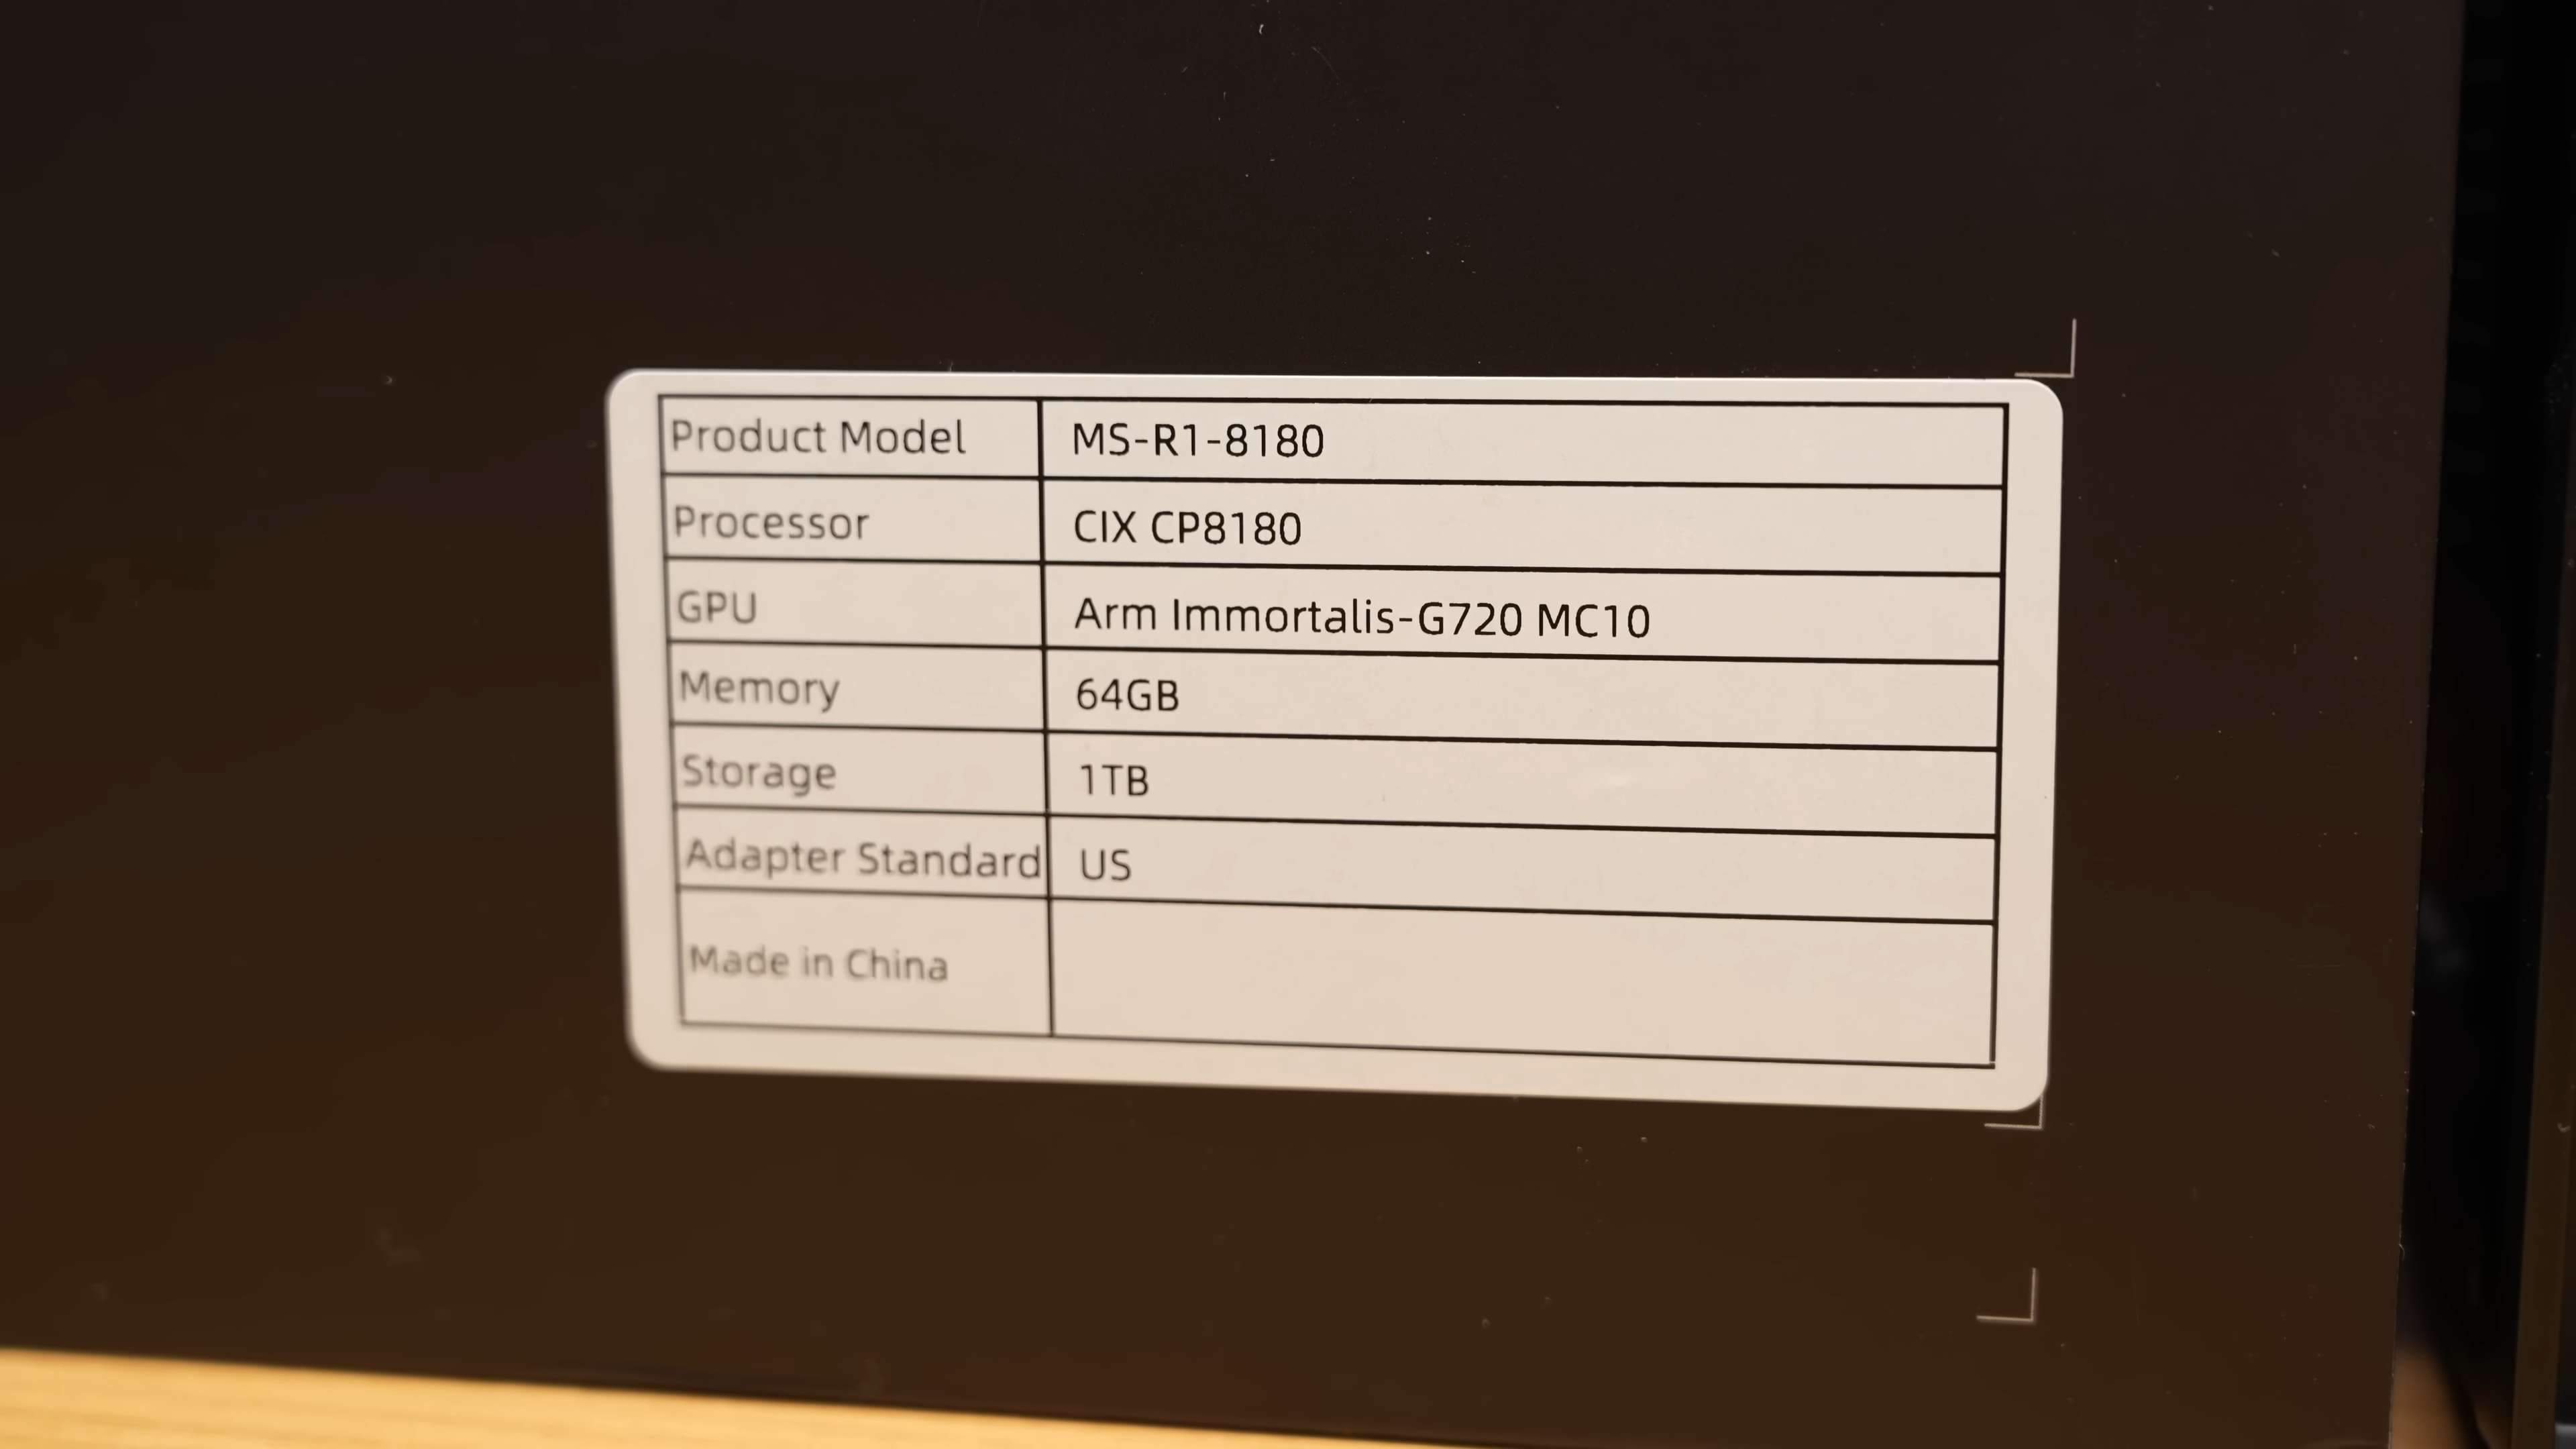 Product Model MS-R1-8180
Processor CIX CP8180
GPU Arm Immortalis-G720 MC10
Memory 64GB
Storage 1TB
Adapter Standard US
Made in China